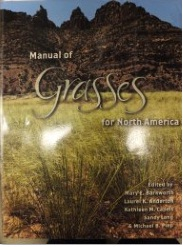 Manual of
Grasses
for North America
Edited by
Mary E. Barkworth
Laurel K. Anderton
Kathleen M. Capels
Sandy Long
& Michael B. Piep